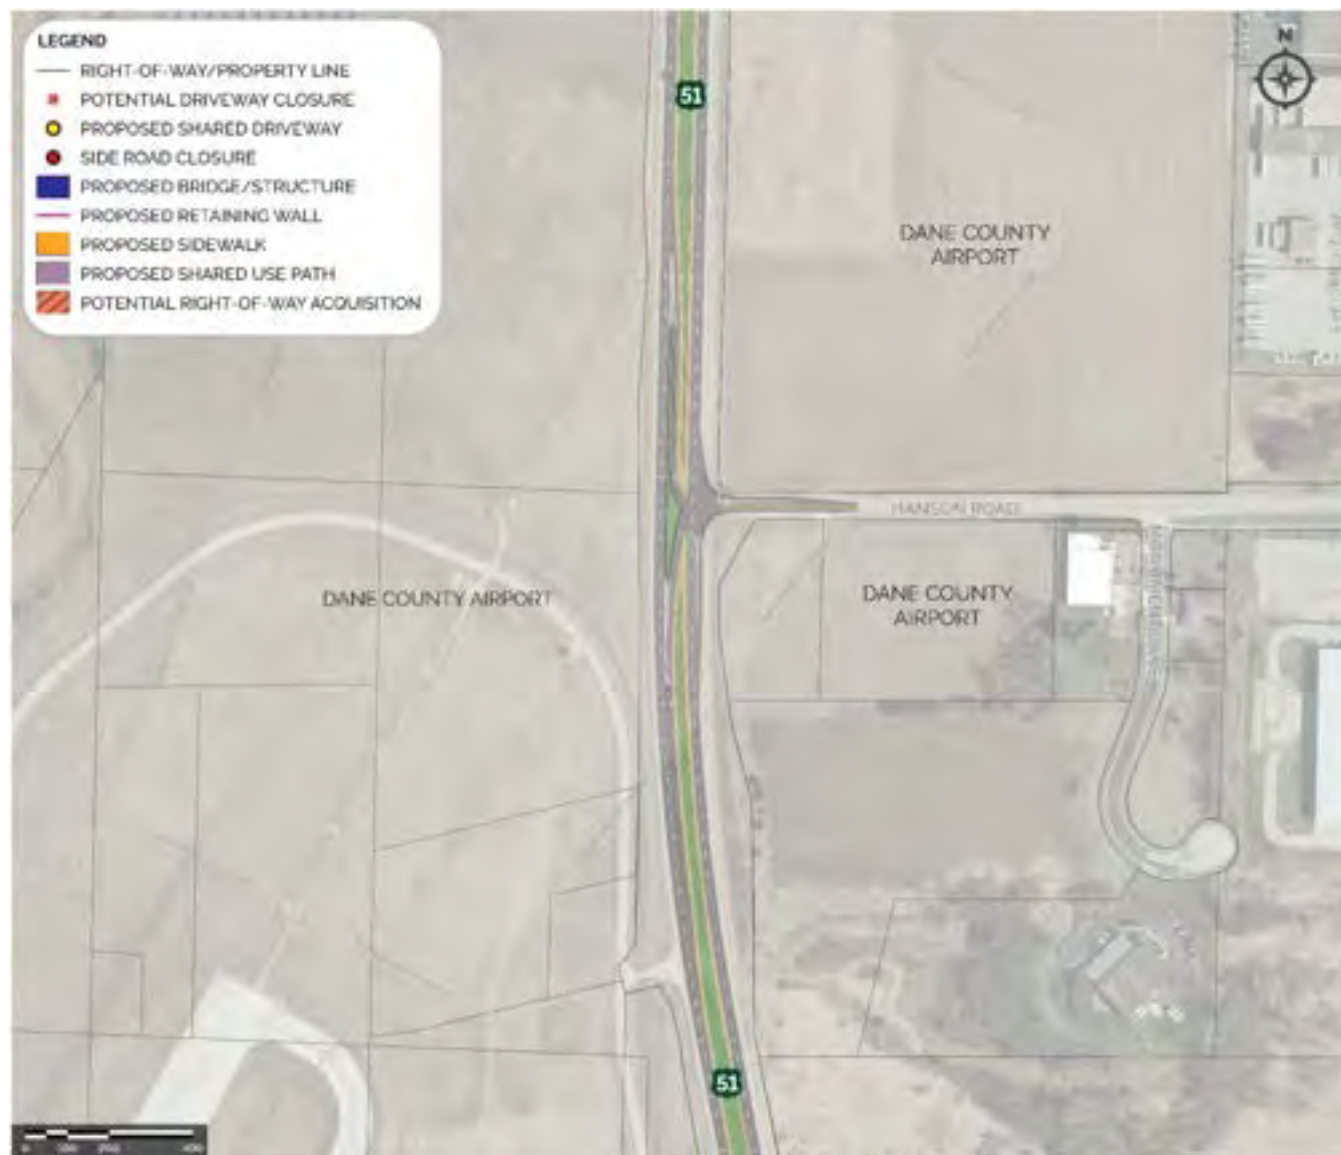 LEGEND
RIGHT-OF-WAY/PROPERTY LINE
POTENTIAL DRIVEWAY CLOSURE
PROPOSED SHARED DRIVEWAY
SIDE ROAD CLOSURE
PROPOSED BRIDGE/STRUCTURE
PROPOSED RETAINING WALL
PROPOSED SIDEWALK
PROPOSED SHARED USE PATH
POTENTIAL RIGHT-OF-WAY ACQUISITION
51
N
DANE COUNTY
AIRPORT
HANSON ROAD
DANE COUNTY AIRPORT
DANE COUNTY
AIRPORT
51
0